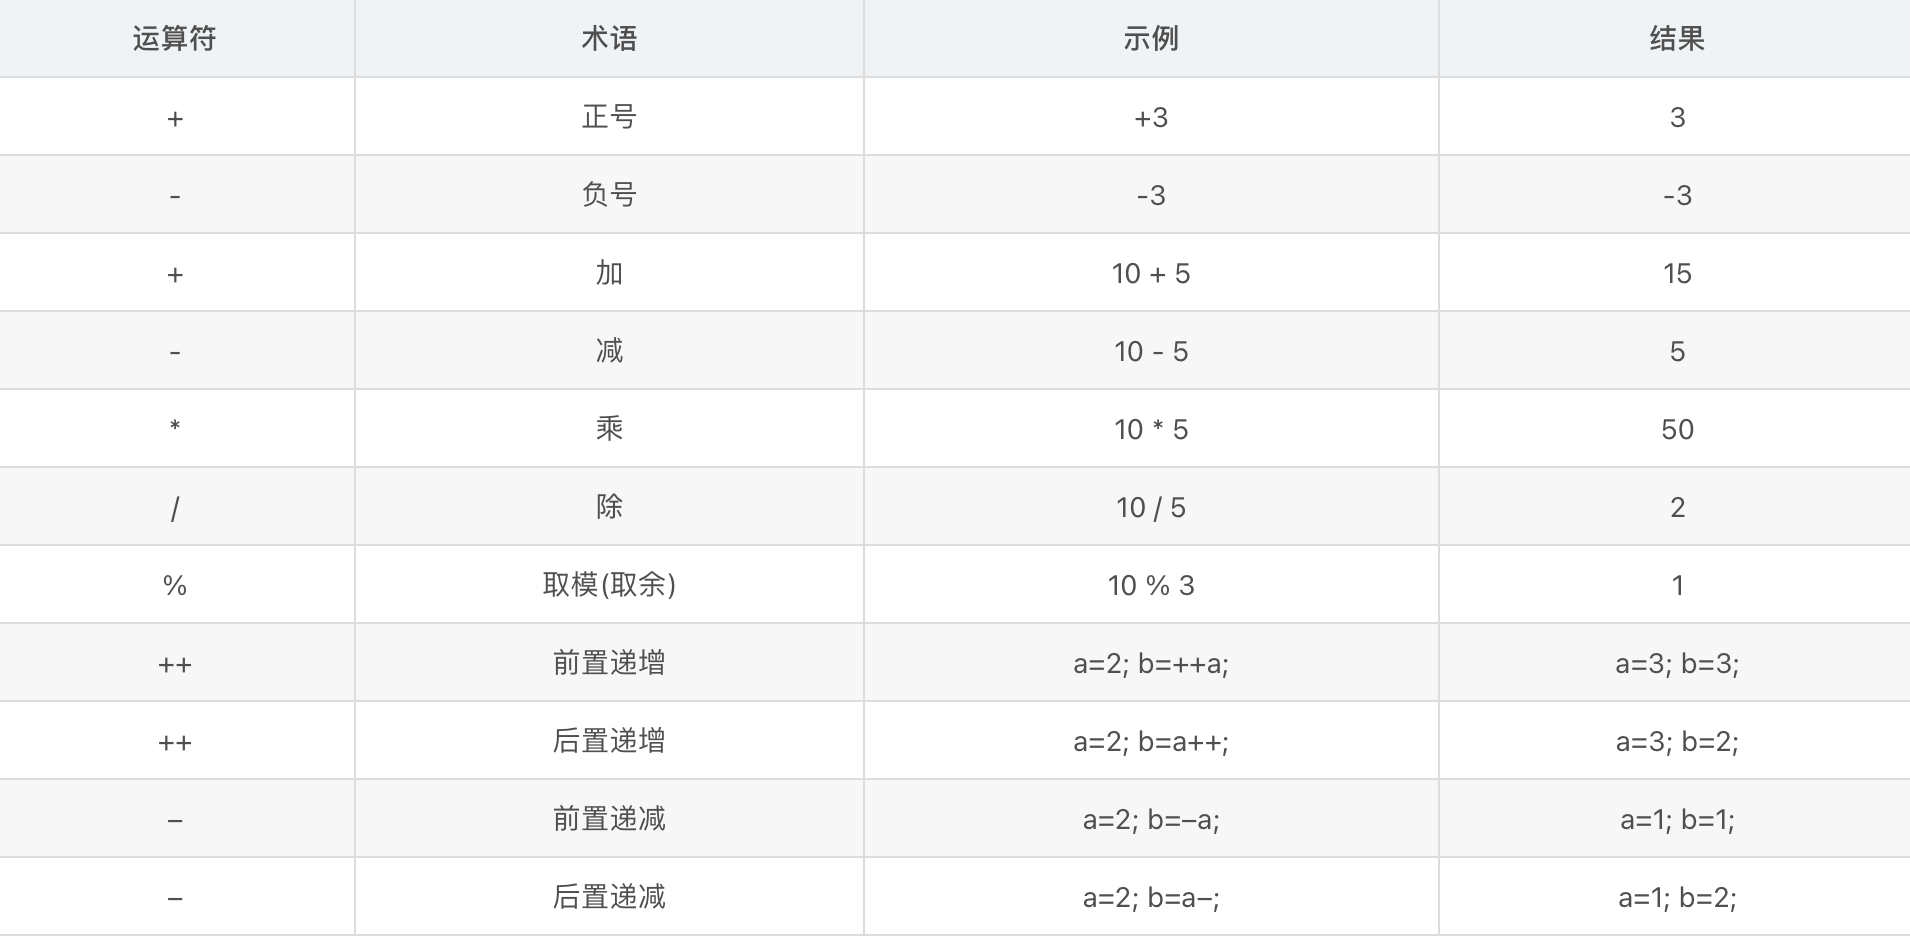 运算符 术语 示例 结果
+ 正号 +3 3
- 负号 -3 -3
+ 加 10 + 5 15
- 减 10 - 5 5
* 乘 10 * 5 50
/ 除 10 / 5 2
% 取模(取余) 10 % 3 1
++ 前置递增 a=2; b=++a; a=3; b=3;
++ 后置递增 a=2; b=a++; a=3; b=2;
– 前置递减 a=2; b=–a; a=1; b=1;
– 后置递减 a=2; b=a–; a=1; b=2;